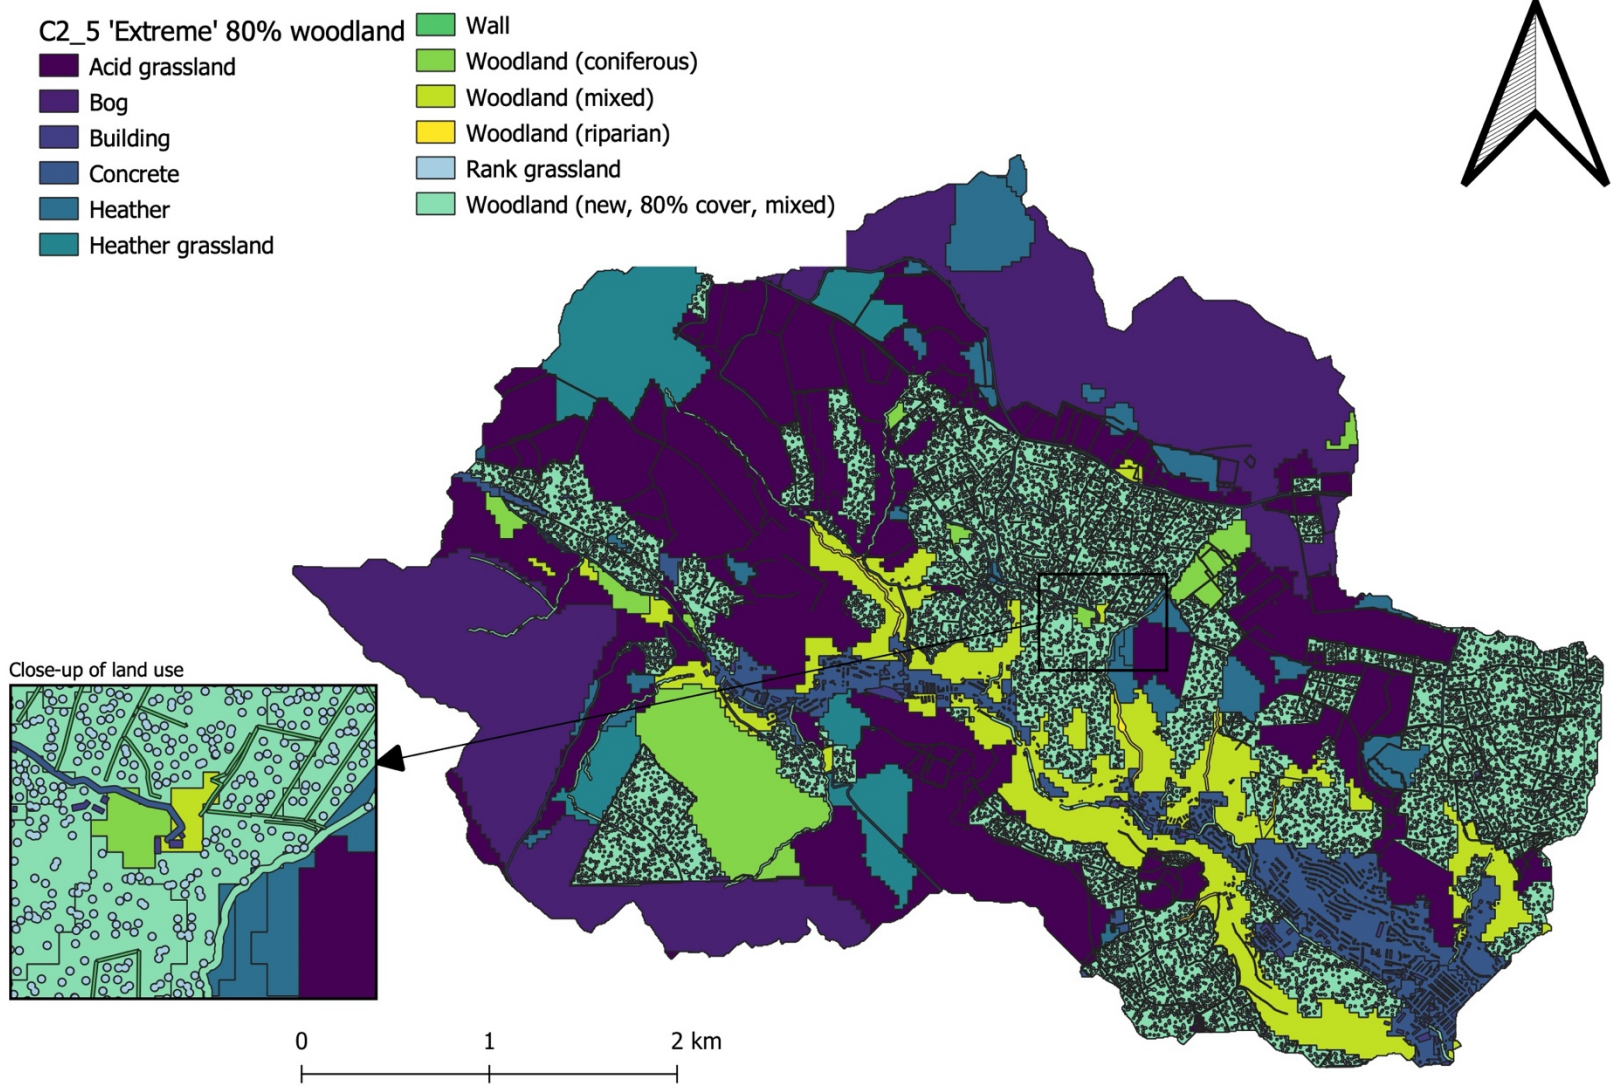 C2_5 'Extreme' 80% woodland
Acid grassland
Bog
Building
Concrete
Heather
Heather grassland
Wall
Woodland (coniferous)
Woodland (mixed)
Woodland (riparian)
Rank grassland
Woodland (new, 80% cover, mixed)
Close-up of land use
0 1 2 km